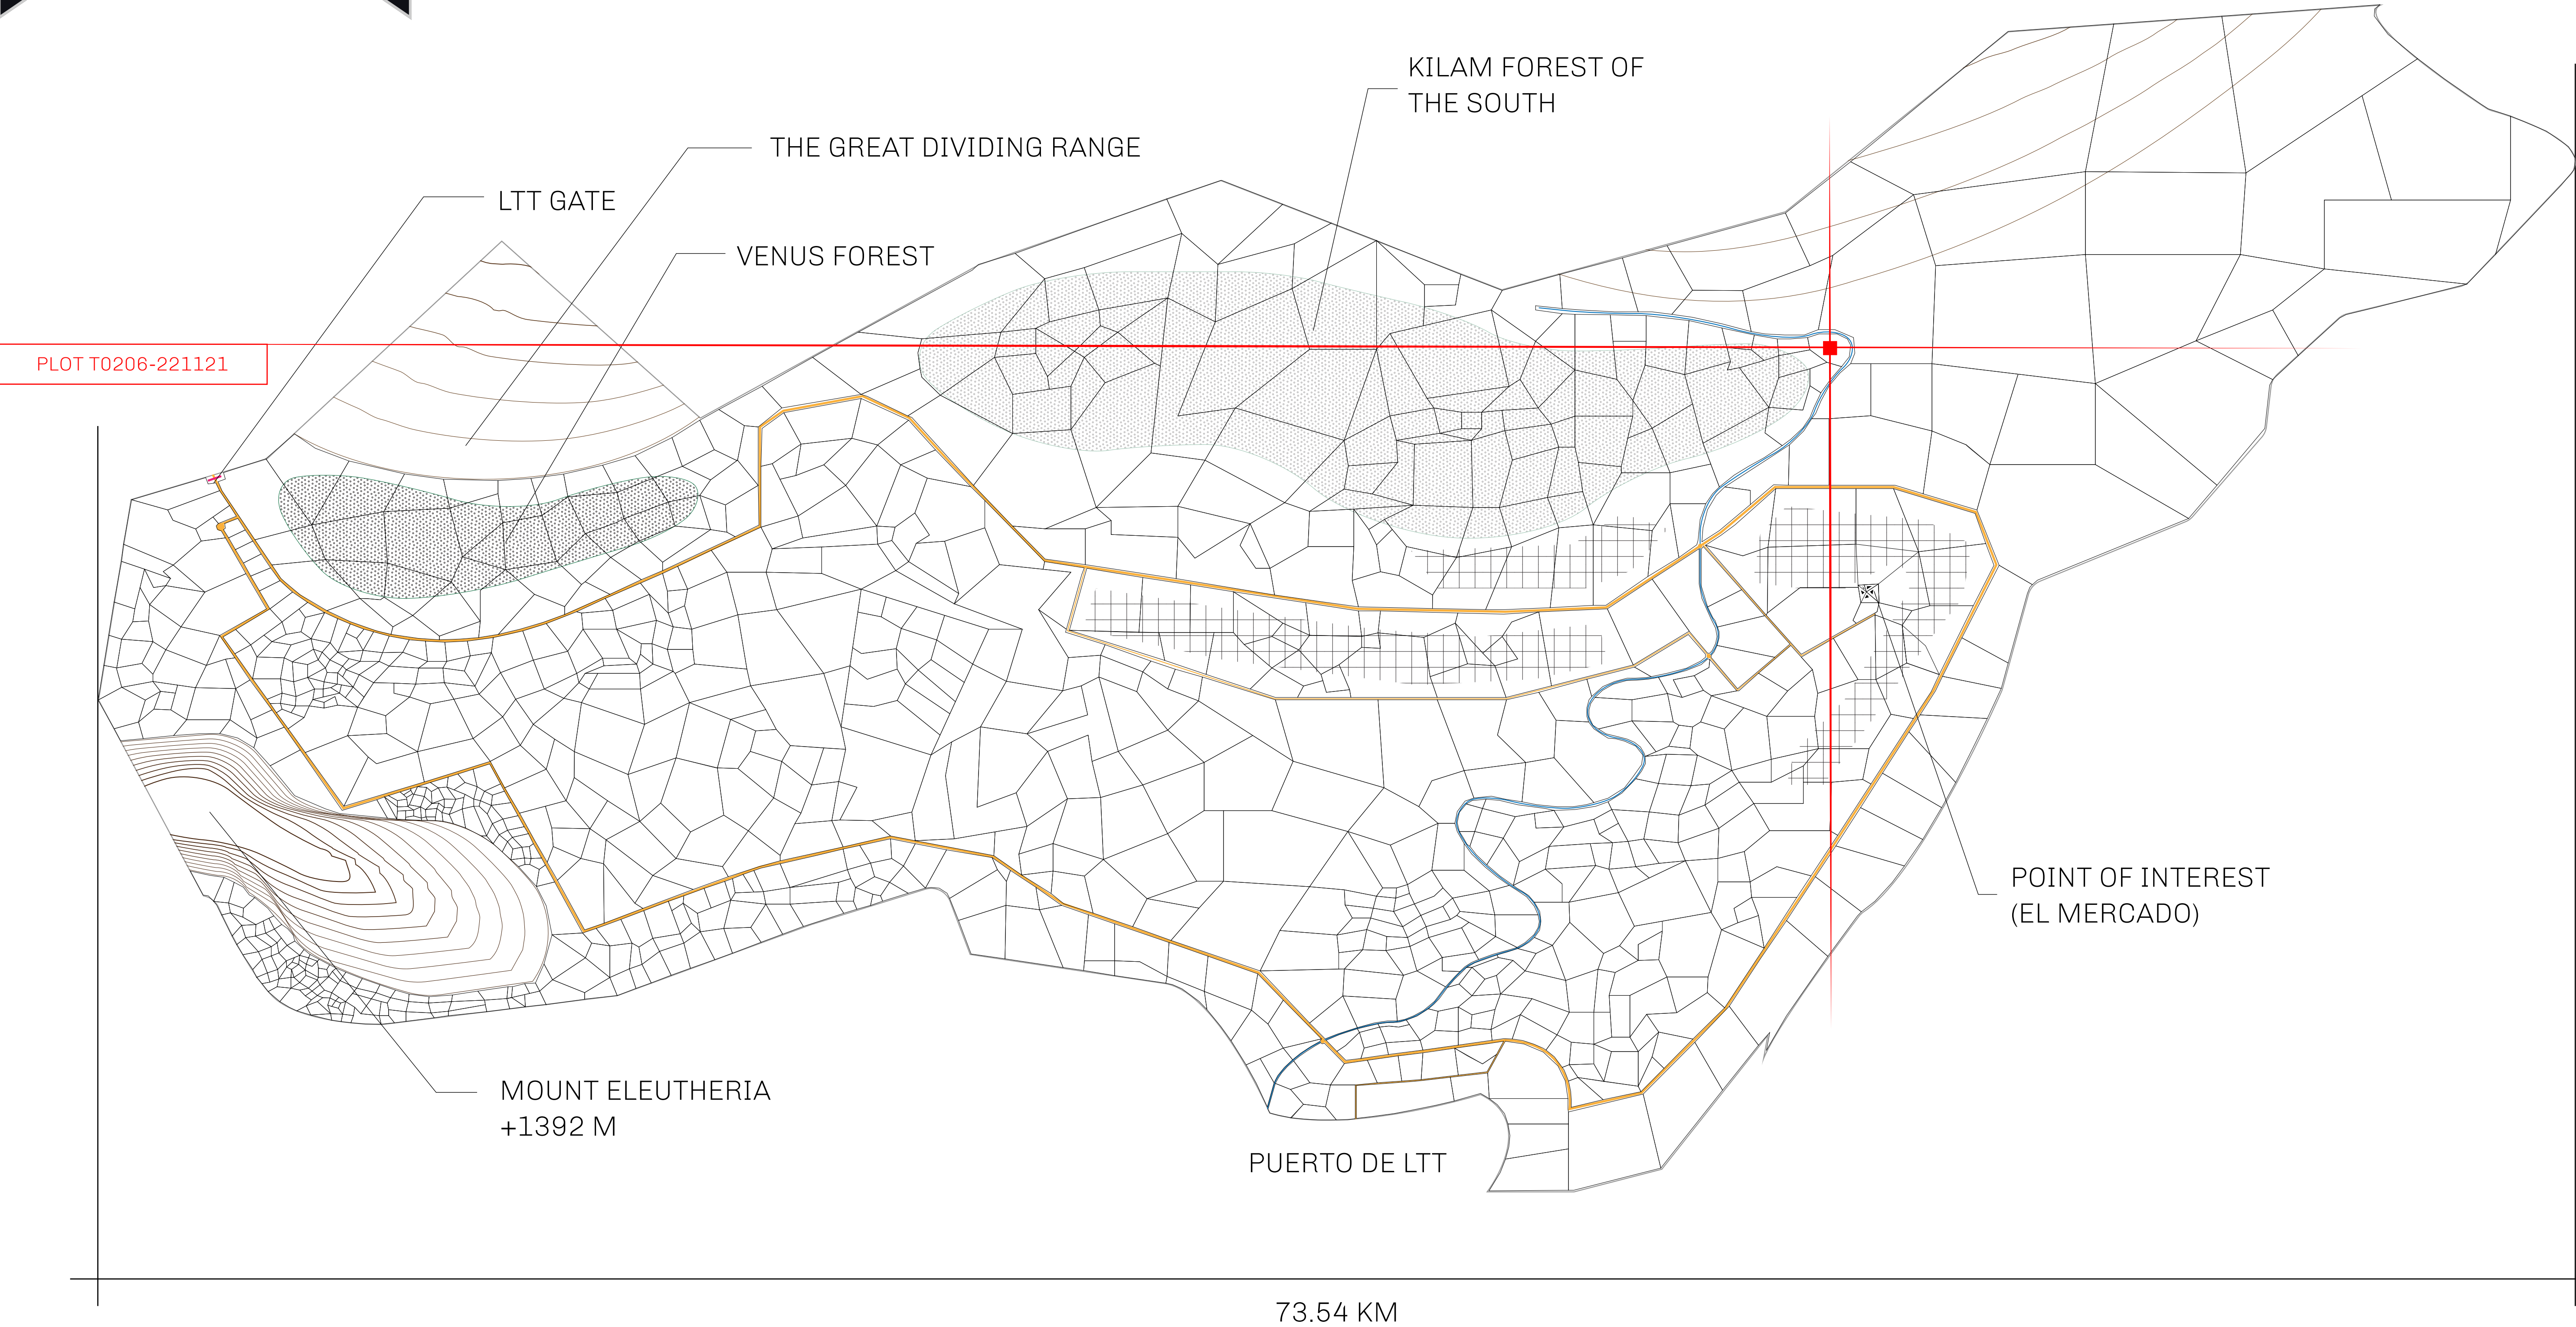 KILAM FOREST OF
THE SOUTH
THE GREAT DIVIDING RANGE
LTT GATE
VENUS FOREST
PLOT T0206-221121
POINT OF INTEREST
(EL MERCADO)
MOUNT ELEUTHERIA
+1392 M
PUERTO DE LTT
73.54 KM